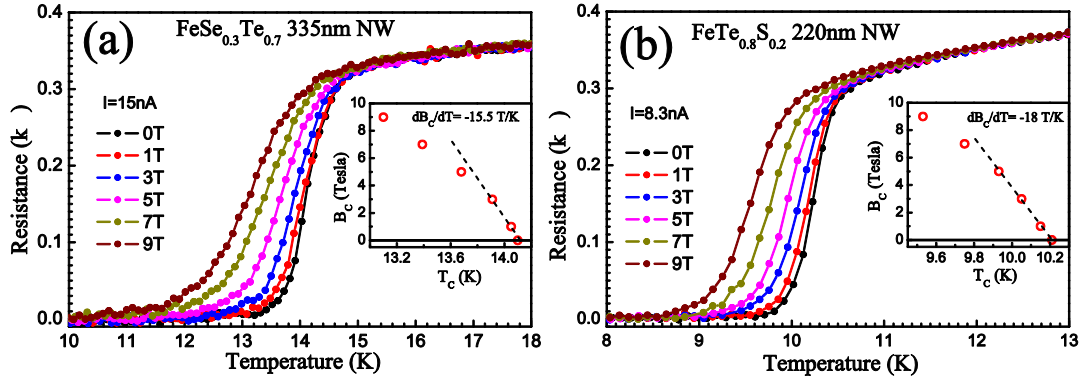 (a)
FeSe0.3Te0.7 335nm NW
I=15nA
0T
1T
3T
5T
7T
9T
Resistance (k )
0.4
0.3
0.2
0.1
0.0
10 11 12 13 14 15 16 17 18
Temperature (K)
dBC/dT= -15.5 T/K
BC (Tesla)
10
8
6
4
2
0
13.2 13.6 14.0
TC (K)
(b)
FeTe0.8S0.2 220nm NW
I=8.3nA
0T
1T
3T
5T
7T
9T
Resistance (k )
0.4
0.3
0.2
0.1
0.0
8 9 10 11 12 13
Temperature (K)
dBC/dT= -18 T/K
BC (Tesla)
10
8
6
4
2
0
9.6 9.8 10.0 10.2
TC (K)